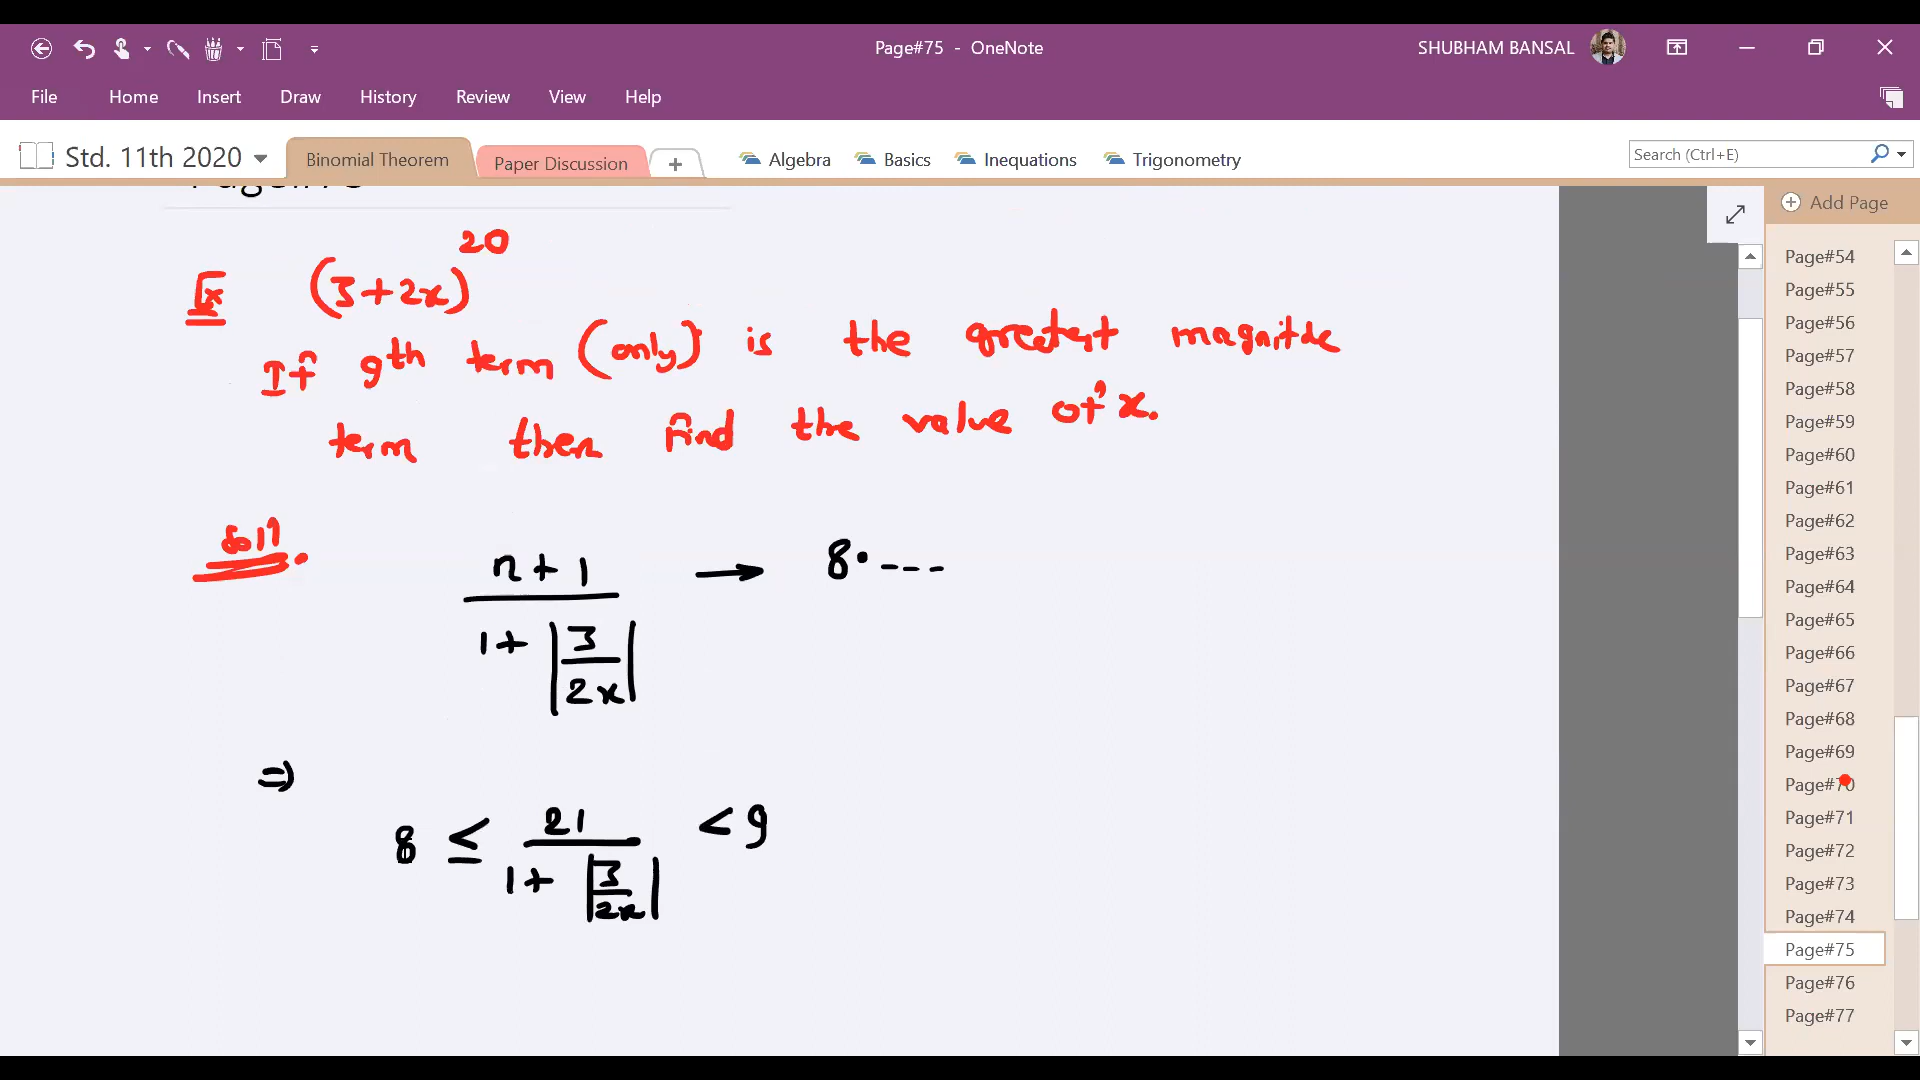 Page#75 - OneNote
SHUBHAM BANSAL
File Home Insert Draw History Review View Help
Std. 11th 2020
Binomial Theorem
Paper Discussion
+
Algebra
Basics
Inequations
Trigonometry
Search (Ctrl+E)
Add Page
Ex (3+2x)^20
If 9th term (only) is the greatest magnitde
term then find the value of x.
Sol^n.
(n+1)/(1+|3/2x|) → 8. ---
⇒
8 ≤ 21/(1+|3/2x|) < 9
Page#54
Page#55
Page#56
Page#57
Page#58
Page#59
Page#60
Page#61
Page#62
Page#63
Page#64
Page#65
Page#66
Page#67
Page#68
Page#69
Page#70
Page#71
Page#72
Page#73
Page#74
Page#75
Page#76
Page#77